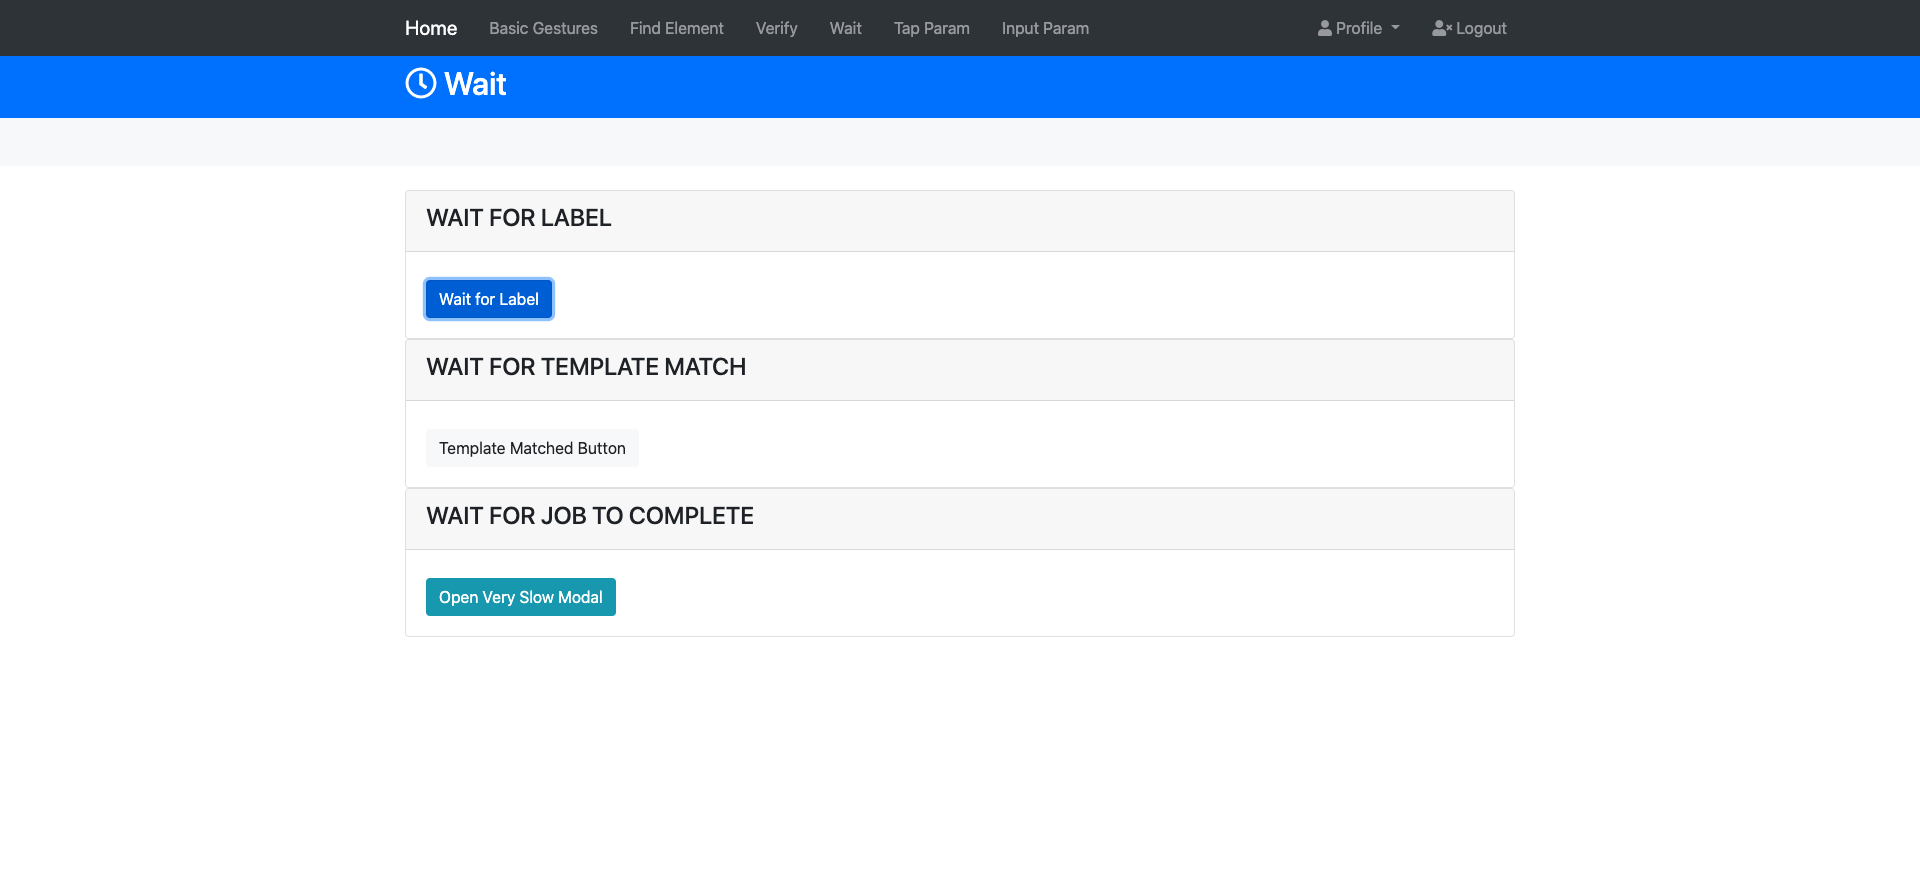 Home Basic Gestures Find Element Verify Wait Tap Param Input Param Profile Logout
Wait
WAIT FOR LABEL
Wait for Label
WAIT FOR TEMPLATE MATCH
Template Matched Button
WAIT FOR JOB TO COMPLETE
Open Very Slow Modal